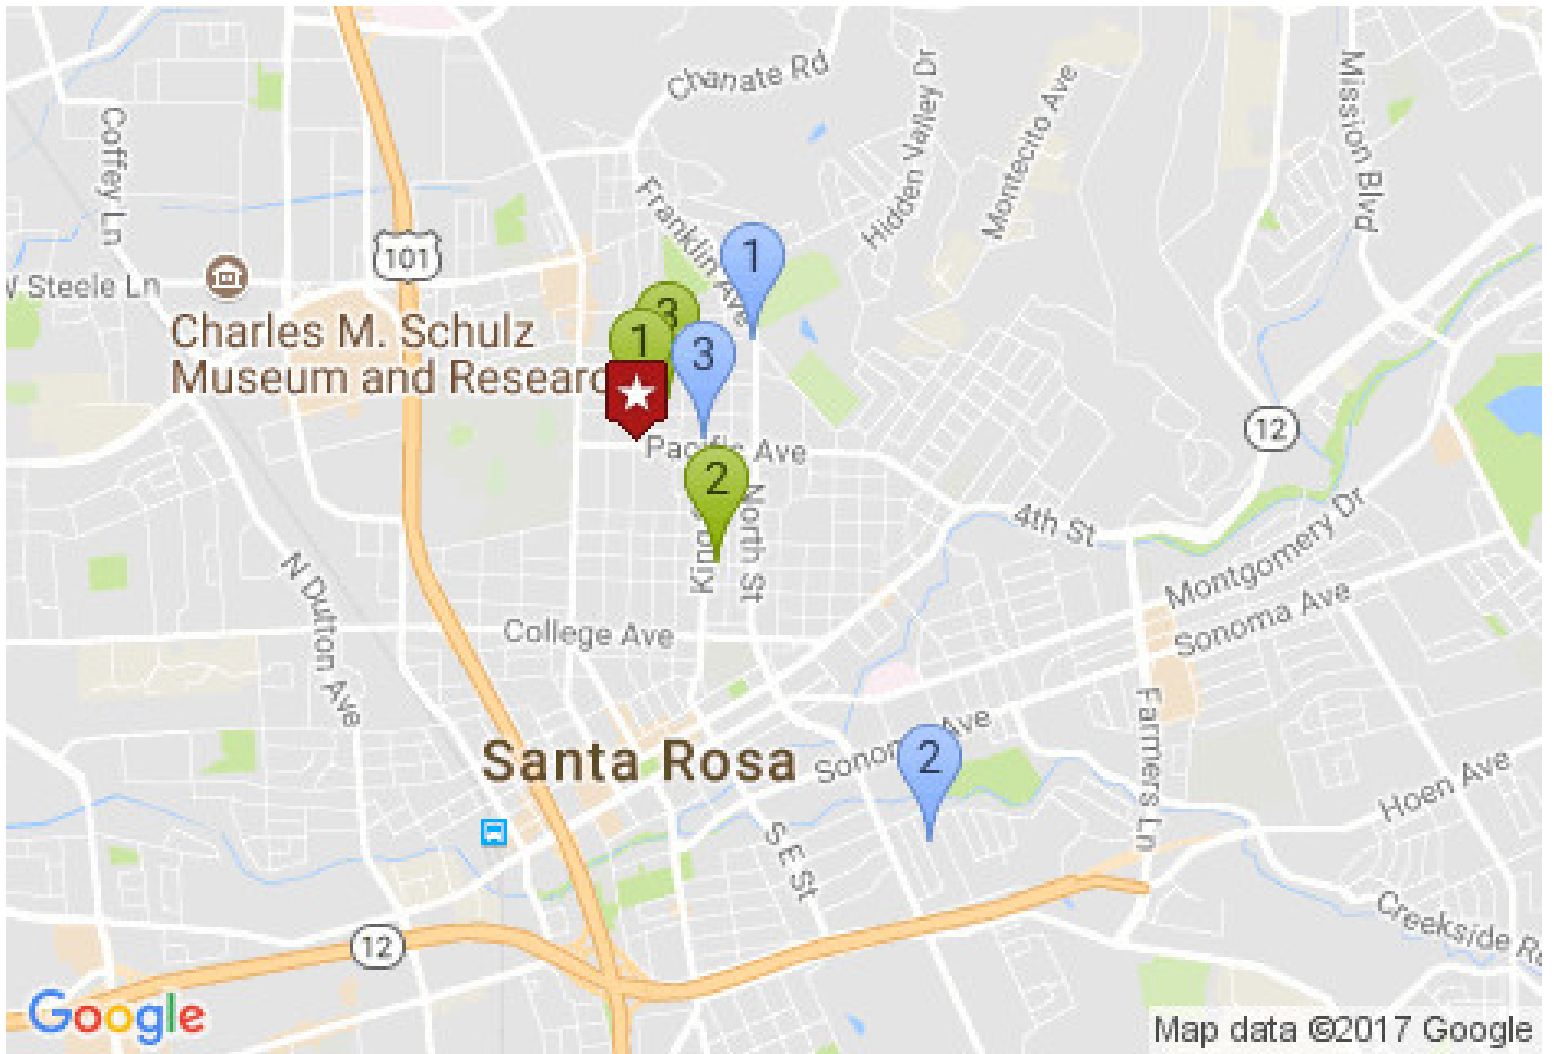 Chanate Rd
Hidden Valley Dr
Montecito Ave
Mission Blvd
Coffey Ln
Franklin Ave
101
1
W Steele Ln
3
Charles M. Schulz
1
3
Museum and Researc
12
Pacific Ave
2
North St
4th St
Montgomery Dr
N Dutton Ave
College Ave
Sonoma Ave
Farmers Ln
Santa Rosa
Sonoma Ave
2
Hoen Ave
S E St
12
Creekside
Google
Map data ©2017 Google